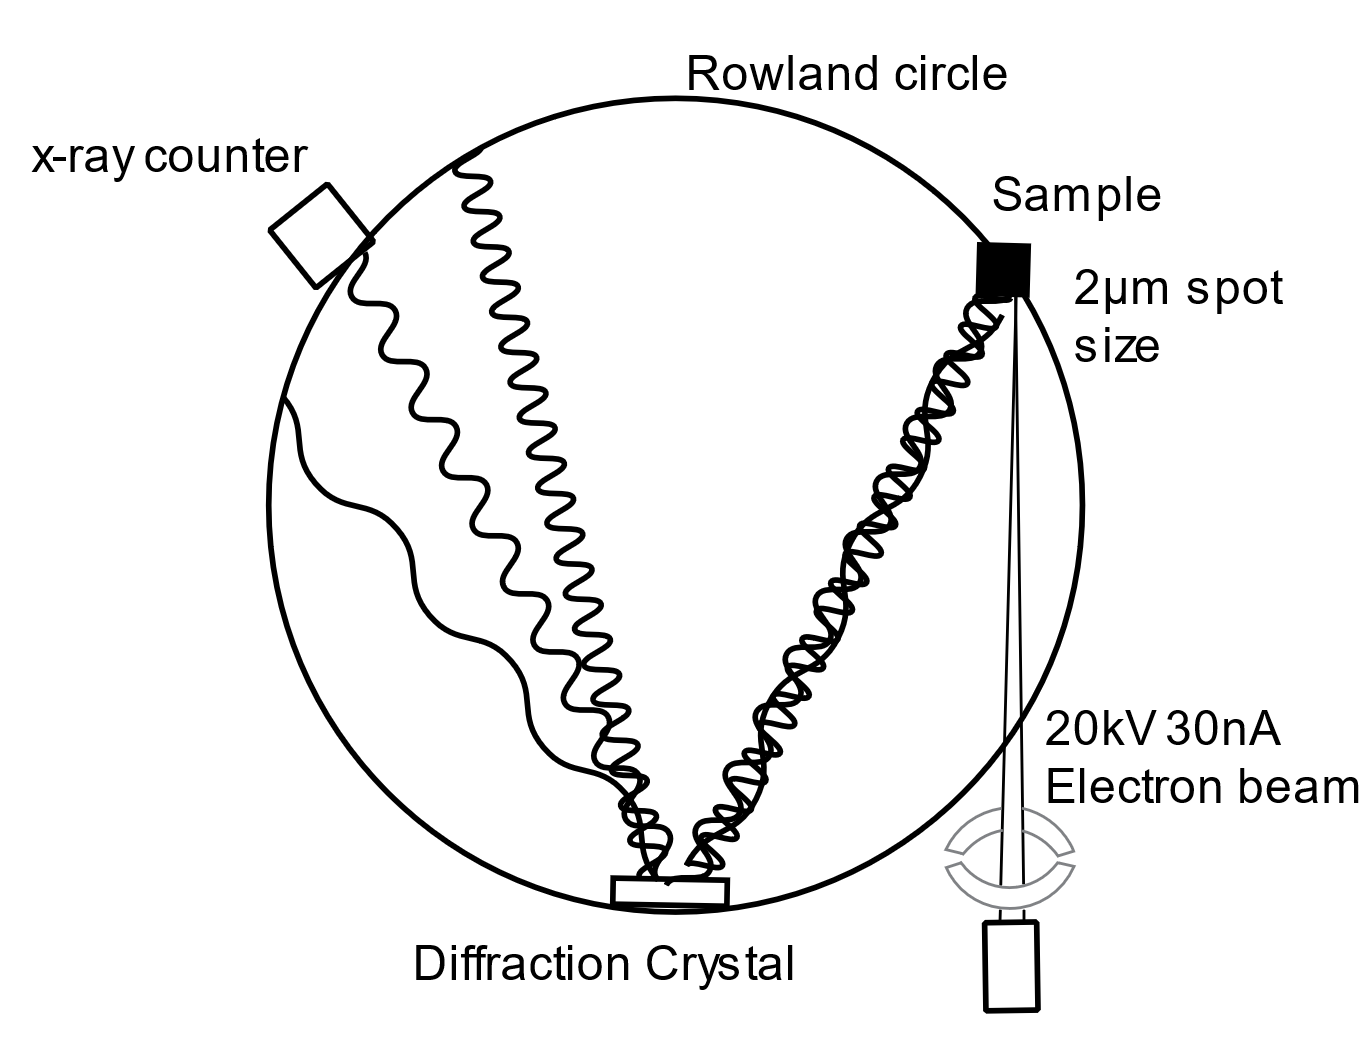 Rowland circle
x-ray counter
Sample
2µm spot
size
20kV 30nA
Electron beam
Diffraction Crystal